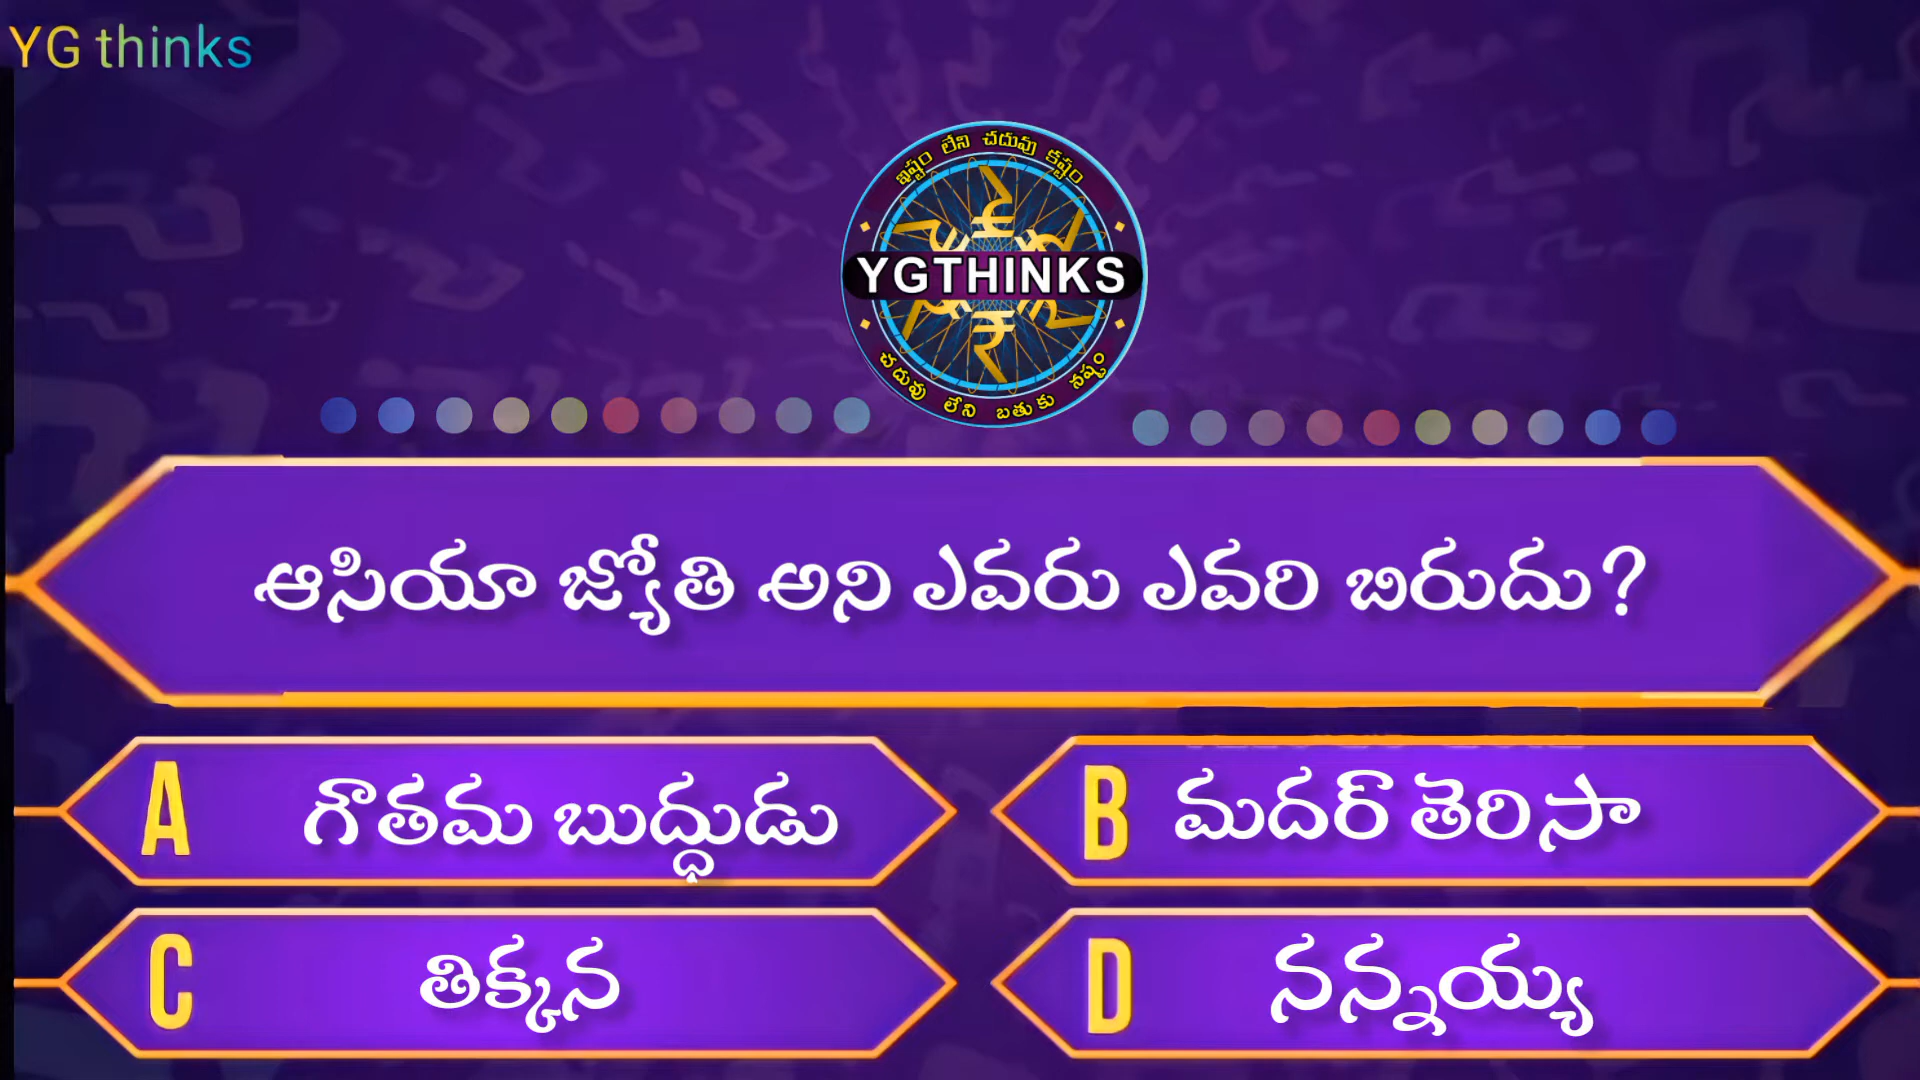 YG thinks
ఇష్టం లేని చదువు కష్టం
YGTHINKS
చదువు లేని బతుకు నష్టం
ఆసియా జ్యోతి అని ఎవరు ఎవరి బిరుదు?
A గౌతమ బుద్ధుడు
B మదర్ తెరిసా
C తిక్కన
D నన్నయ్య